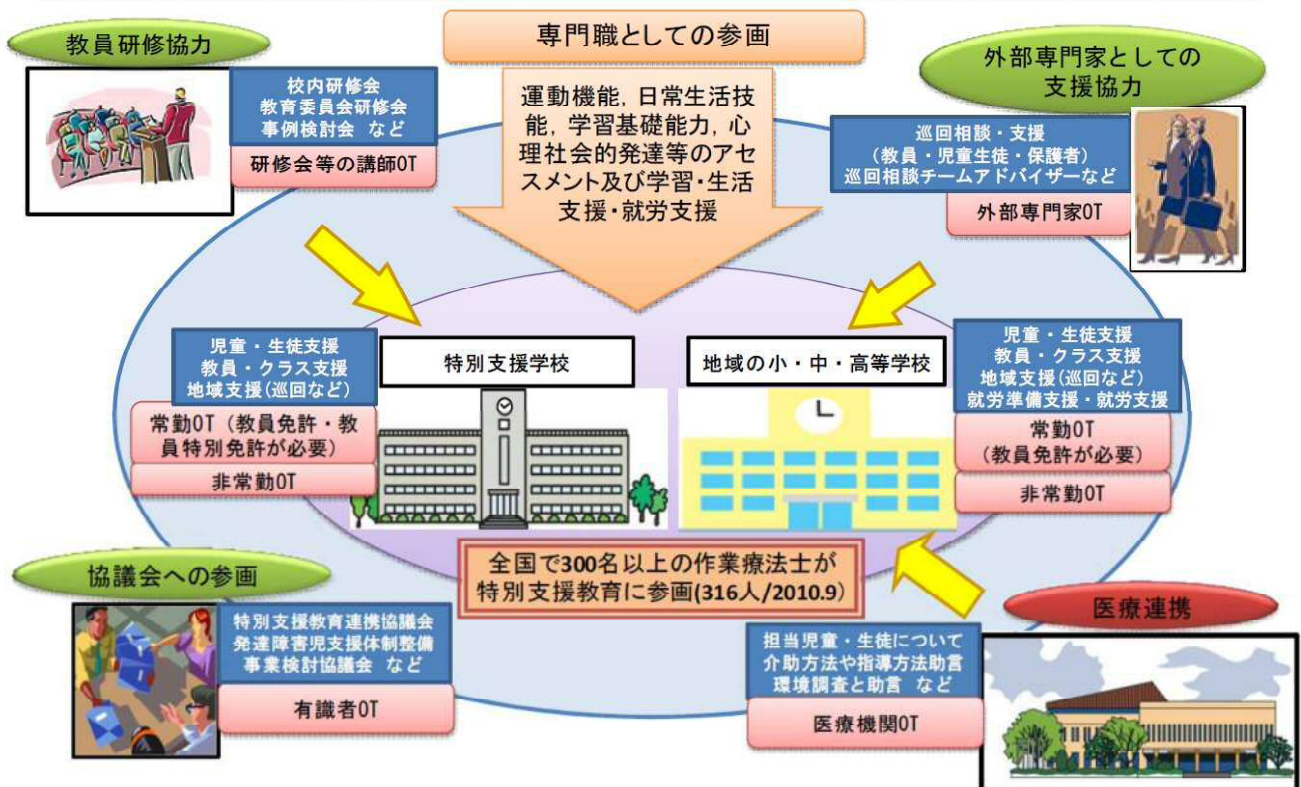 教員研修協力
校内研修会
教育委員会研修会
事例検討会 など
研修会等の講師OT
専門職としての参画
運動機能, 日常生活技
能, 学習基礎能力, 心
理社会的発達等のアセ
スメント及び学習・生活
支援・就労支援
外部専門家としての
支援協力
巡回相談・支援
(教員・児童生徒・保護者)
巡回相談チームアドバイザーなど
外部専門家OT
児童・生徒支援
教員・クラス支援
地域支援(巡回など)
常勤OT (教員免許・教
員特別免許が必要)
非常勤OT
特別支援学校
地域の小・中・高等学校
児童・生徒支援
教員・クラス支援
地域支援(巡回など)
就労準備支援・就労支援
常勤OT
(教員免許が必要)
非常勤OT
全国で300名以上の作業療法士が
特別支援教育に参画(316人/2010.9)
協議会への参画
特別支援教育連携協議会
発達障害児支援体制整備
事業検討協議会 など
有識者OT
医療連携
担当児童・生徒について
介助方法や指導方法助言
環境調査と助言 など
医療機関OT